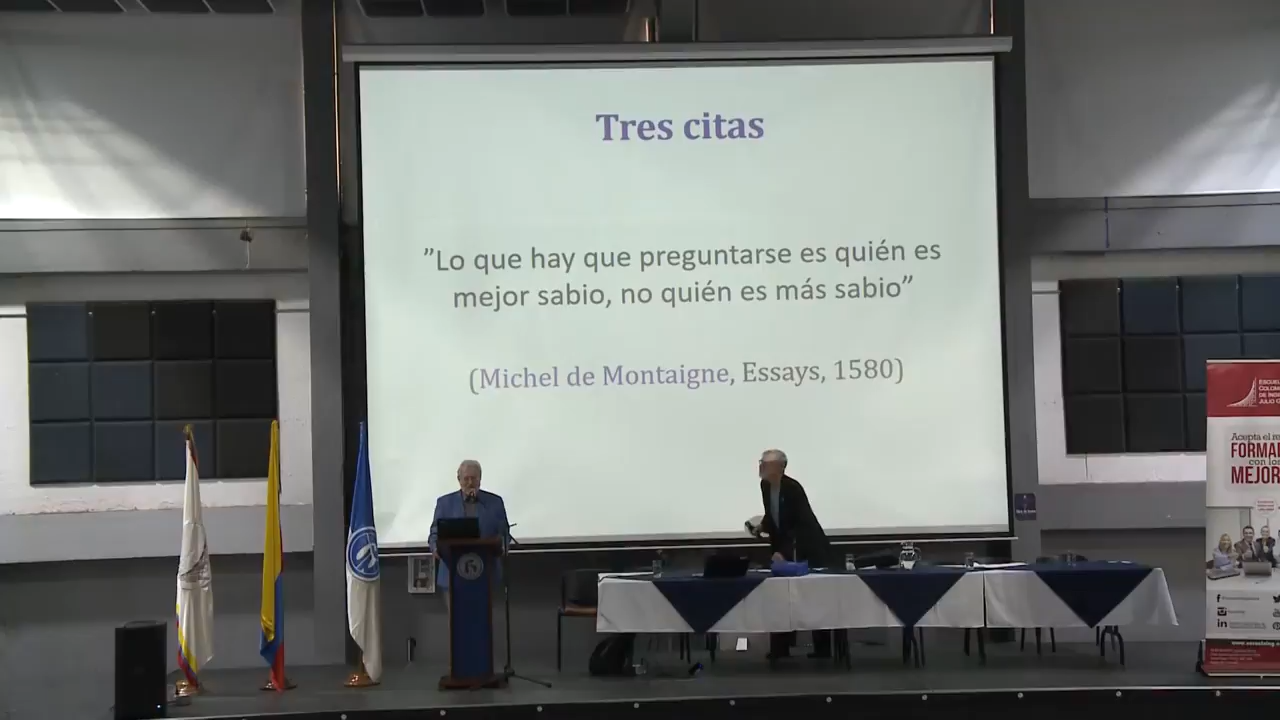 Tres citas
”Lo que hay que preguntarse es quién es
mejor sabio, no quién es más sabio”
(Michel de Montaigne, Essays, 1580)
Acepta el
FORMA
con lo
MEJOR